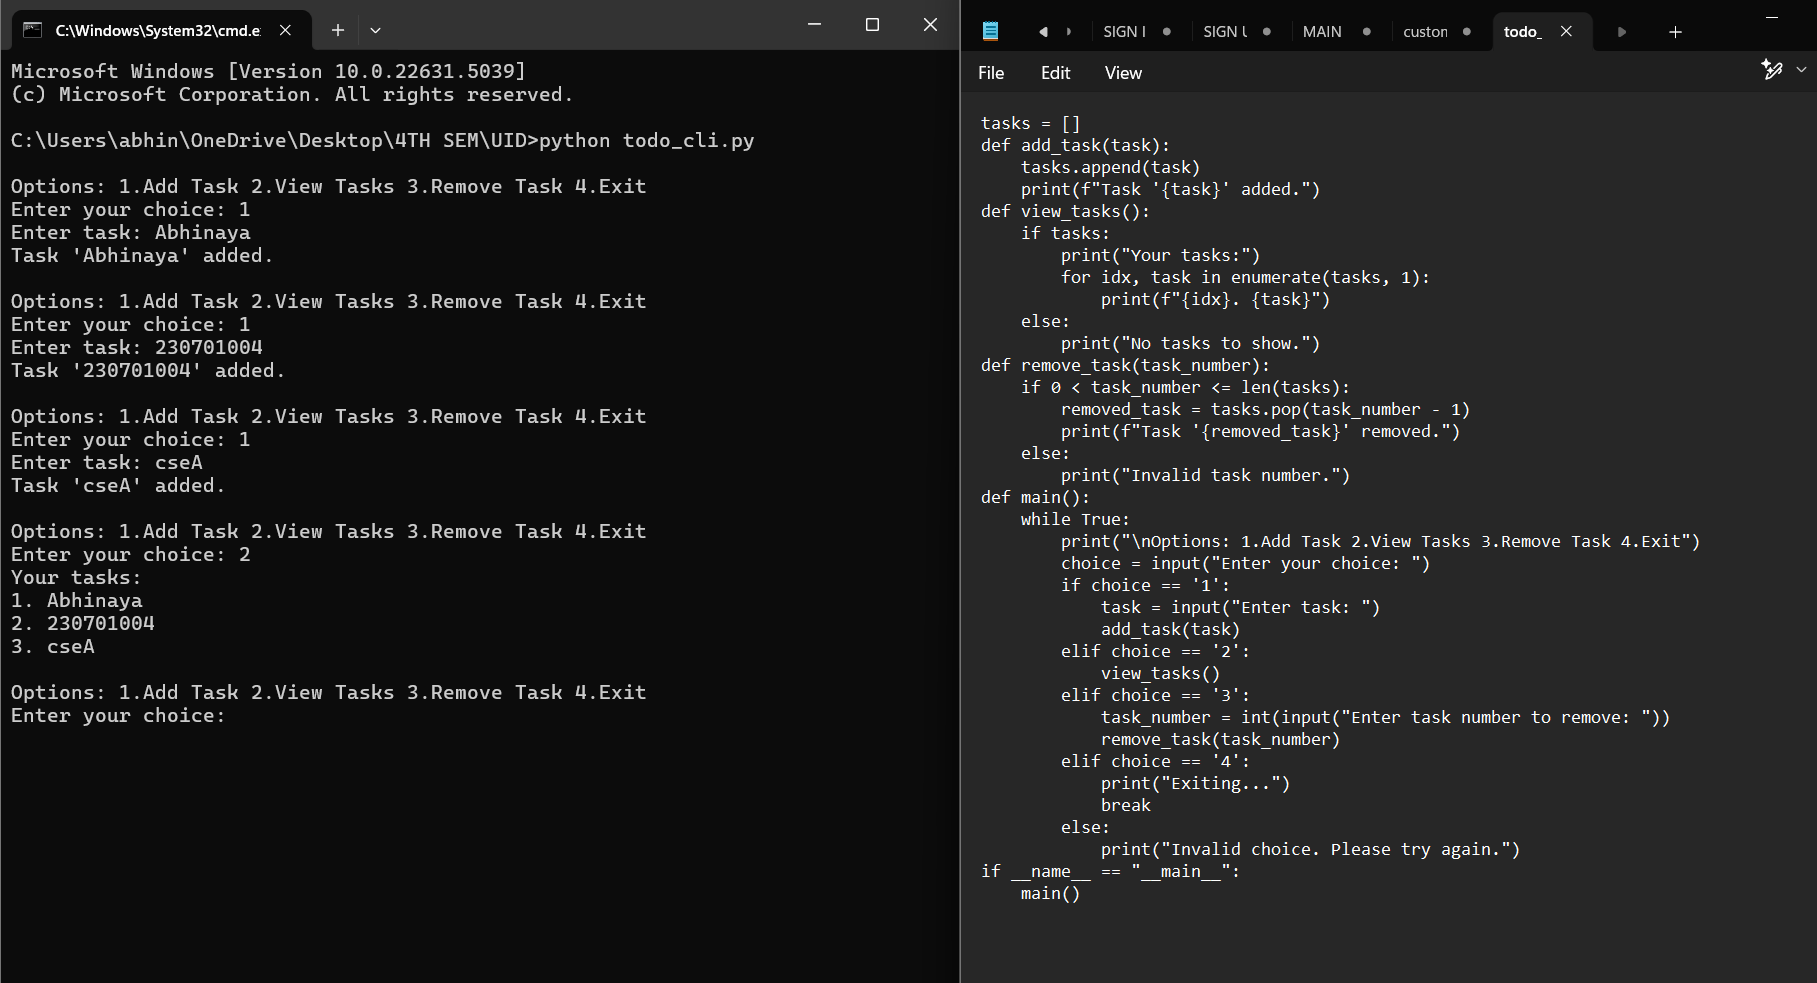 C:\Windows\System32\cmd.e
Microsoft Windows [Version 10.0.22631.5039]
(c) Microsoft Corporation. All rights reserved.

C:\Users\abhin\OneDrive\Desktop\4TH SEM\UID>python todo_cli.py

Options: 1.Add Task 2.View Tasks 3.Remove Task 4.Exit
Enter your choice: 1
Enter task: Abhinaya
Task 'Abhinaya' added.

Options: 1.Add Task 2.View Tasks 3.Remove Task 4.Exit
Enter your choice: 1
Enter task: 230701004
Task '230701004' added.

Options: 1.Add Task 2.View Tasks 3.Remove Task 4.Exit
Enter your choice: 1
Enter task: cseA
Task 'cseA' added.

Options: 1.Add Task 2.View Tasks 3.Remove Task 4.Exit
Enter your choice: 2
Your tasks:
1. Abhinaya
2. 230701004
3. cseA

Options: 1.Add Task 2.View Tasks 3.Remove Task 4.Exit
Enter your choice:
SIGN I SIGN U MAIN custon todo_
File Edit View
tasks = []
def add_task(task):
    tasks.append(task)
    print(f"Task '{task}' added.")
def view_tasks():
    if tasks:
        print("Your tasks:")
        for idx, task in enumerate(tasks, 1):
            print(f"{idx}. {task}")
    else:
        print("No tasks to show.")
def remove_task(task_number):
    if 0 < task_number <= len(tasks):
        removed_task = tasks.pop(task_number - 1)
        print(f"Task '{removed_task}' removed.")
    else:
        print("Invalid task number.")
def main():
    while True:
        print("\nOptions: 1.Add Task 2.View Tasks 3.Remove Task 4.Exit")
        choice = input("Enter your choice: ")
        if choice == '1':
            task = input("Enter task: ")
            add_task(task)
        elif choice == '2':
            view_tasks()
        elif choice == '3':
            task_number = int(input("Enter task number to remove: "))
            remove_task(task_number)
        elif choice == '4':
            print("Exiting...")
            break
        else:
            print("Invalid choice. Please try again.")
if __name__ == "__main__":
    main()